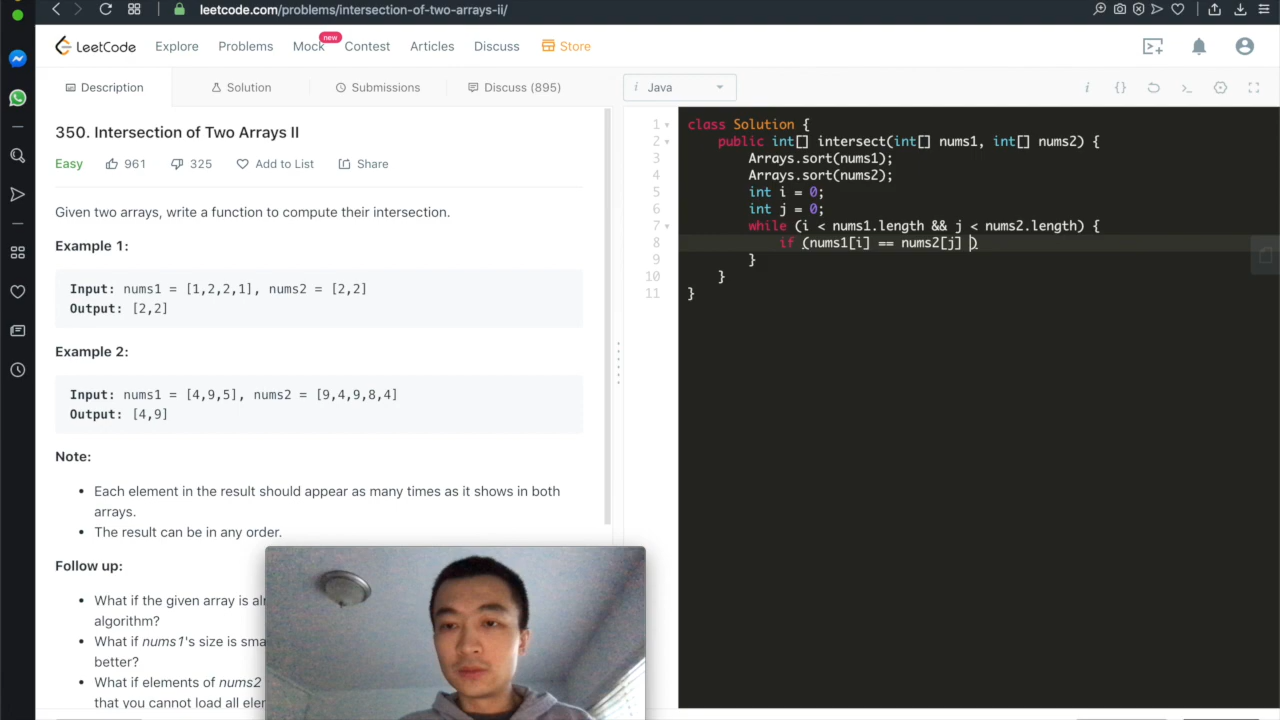 leetcode.com/problems/intersection-of-two-arrays-ii/
LeetCode Explore Problems Mock new Contest Articles Discuss Store
Description Solution Submissions Discuss (895)
i Java
350. Intersection of Two Arrays II
Easy 961 325 Add to List Share
Given two arrays, write a function to compute their intersection.
Example 1:
Input: nums1 = [1,2,2,1], nums2 = [2,2]
Output: [2,2]
Example 2:
Input: nums1 = [4,9,5], nums2 = [9,4,9,8,4]
Output: [4,9]
Note:
Each element in the result should appear as many times as it shows in both
arrays.
The result can be in any order.
Follow up:
What if the given array is
algorithm?
What if nums1's size is
better?
What if elements of nums2
that you cannot load all
1 class Solution {
2 public int[] intersect(int[] nums1, int[] nums2) {
3 Arrays.sort(nums1);
4 Arrays.sort(nums2);
5 int i = 0;
6 int j = 0;
7 while (i < nums1.length && j < nums2.length) {
8 if (nums1[i] == nums2[j] )
9 }
10 }
11 }